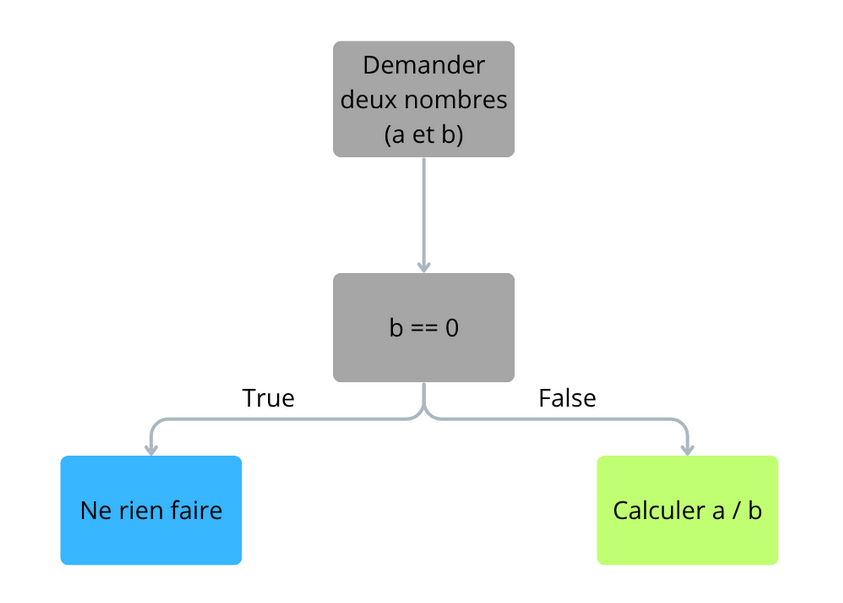 Demander
deux nombres
(a et b)
b == 0
True
False
Ne rien faire
Calculer a / b